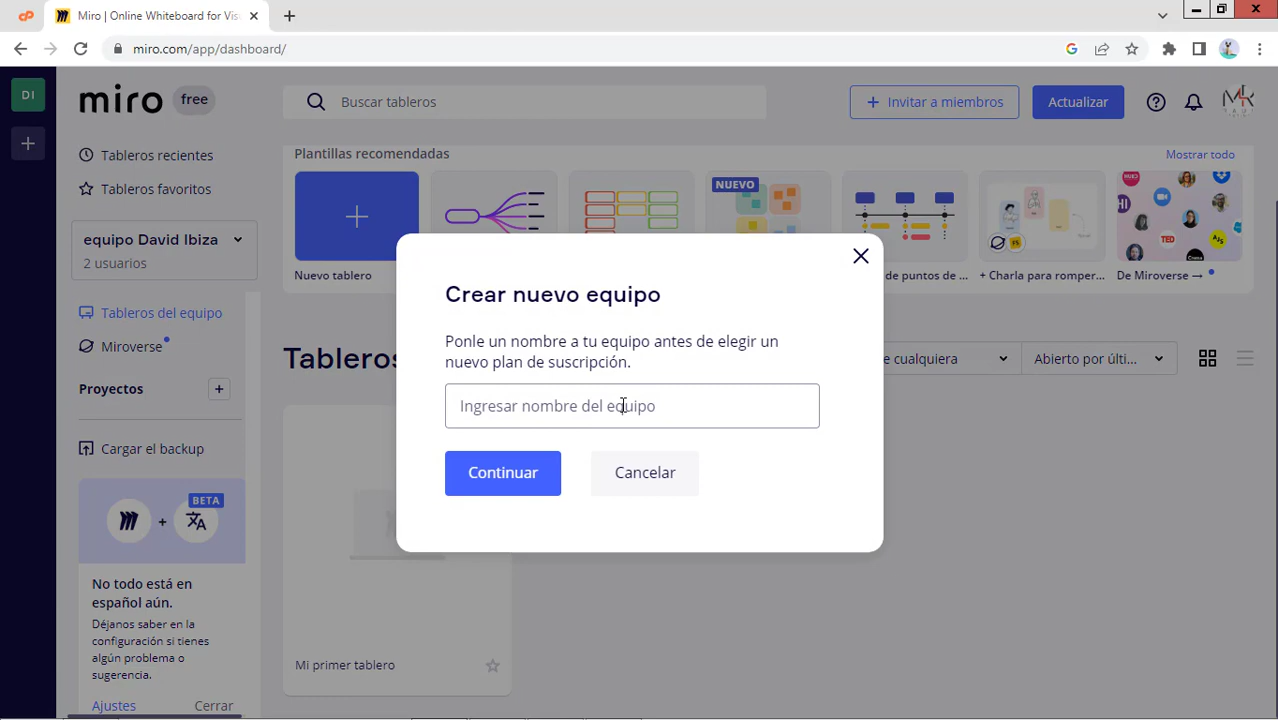 Miro | Online Whiteboard for Vis
miro.com/app/dashboard/
DI
miro free
Buscar tableros
Invitar a miembros
Actualizar
Tableros recientes
Tableros favoritos
equipo David Ibiza
2 usuarios
Tableros del equipo
Miroverse
Proyectos
Cargar el backup
BETA
No todo está en
español aún.
Déjanos saber en la
configuración si tienes
algún problema o
sugerencia.
Ajustes Cerrar
Plantillas recomendadas
Mostrar todo
NUEVO
TED
Nuevo tablero
de puntos de ...
+ Charla para romper...
De Miroverse →
Tableros
e cualquiera
Abierto por últi...
Mi primer tablero
Crear nuevo equipo
Ponle un nombre a tu equipo antes de elegir un
nuevo plan de suscripción.
Ingresar nombre del equipo
Continuar
Cancelar